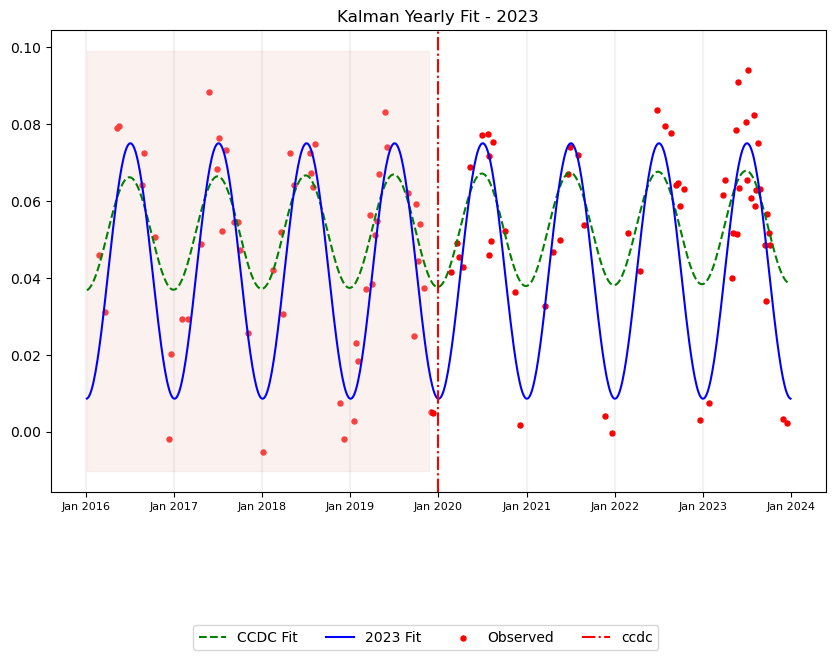 Kalman Yearly Fit - 2023
0.10
0.08
0.06
0.04
0.02
0.00
Jan 2016 Jan 2017 Jan 2018 Jan 2019 Jan 2020 Jan 2021 Jan 2022 Jan 2023 Jan 2024
CCDC Fit 2023 Fit Observed ccdc